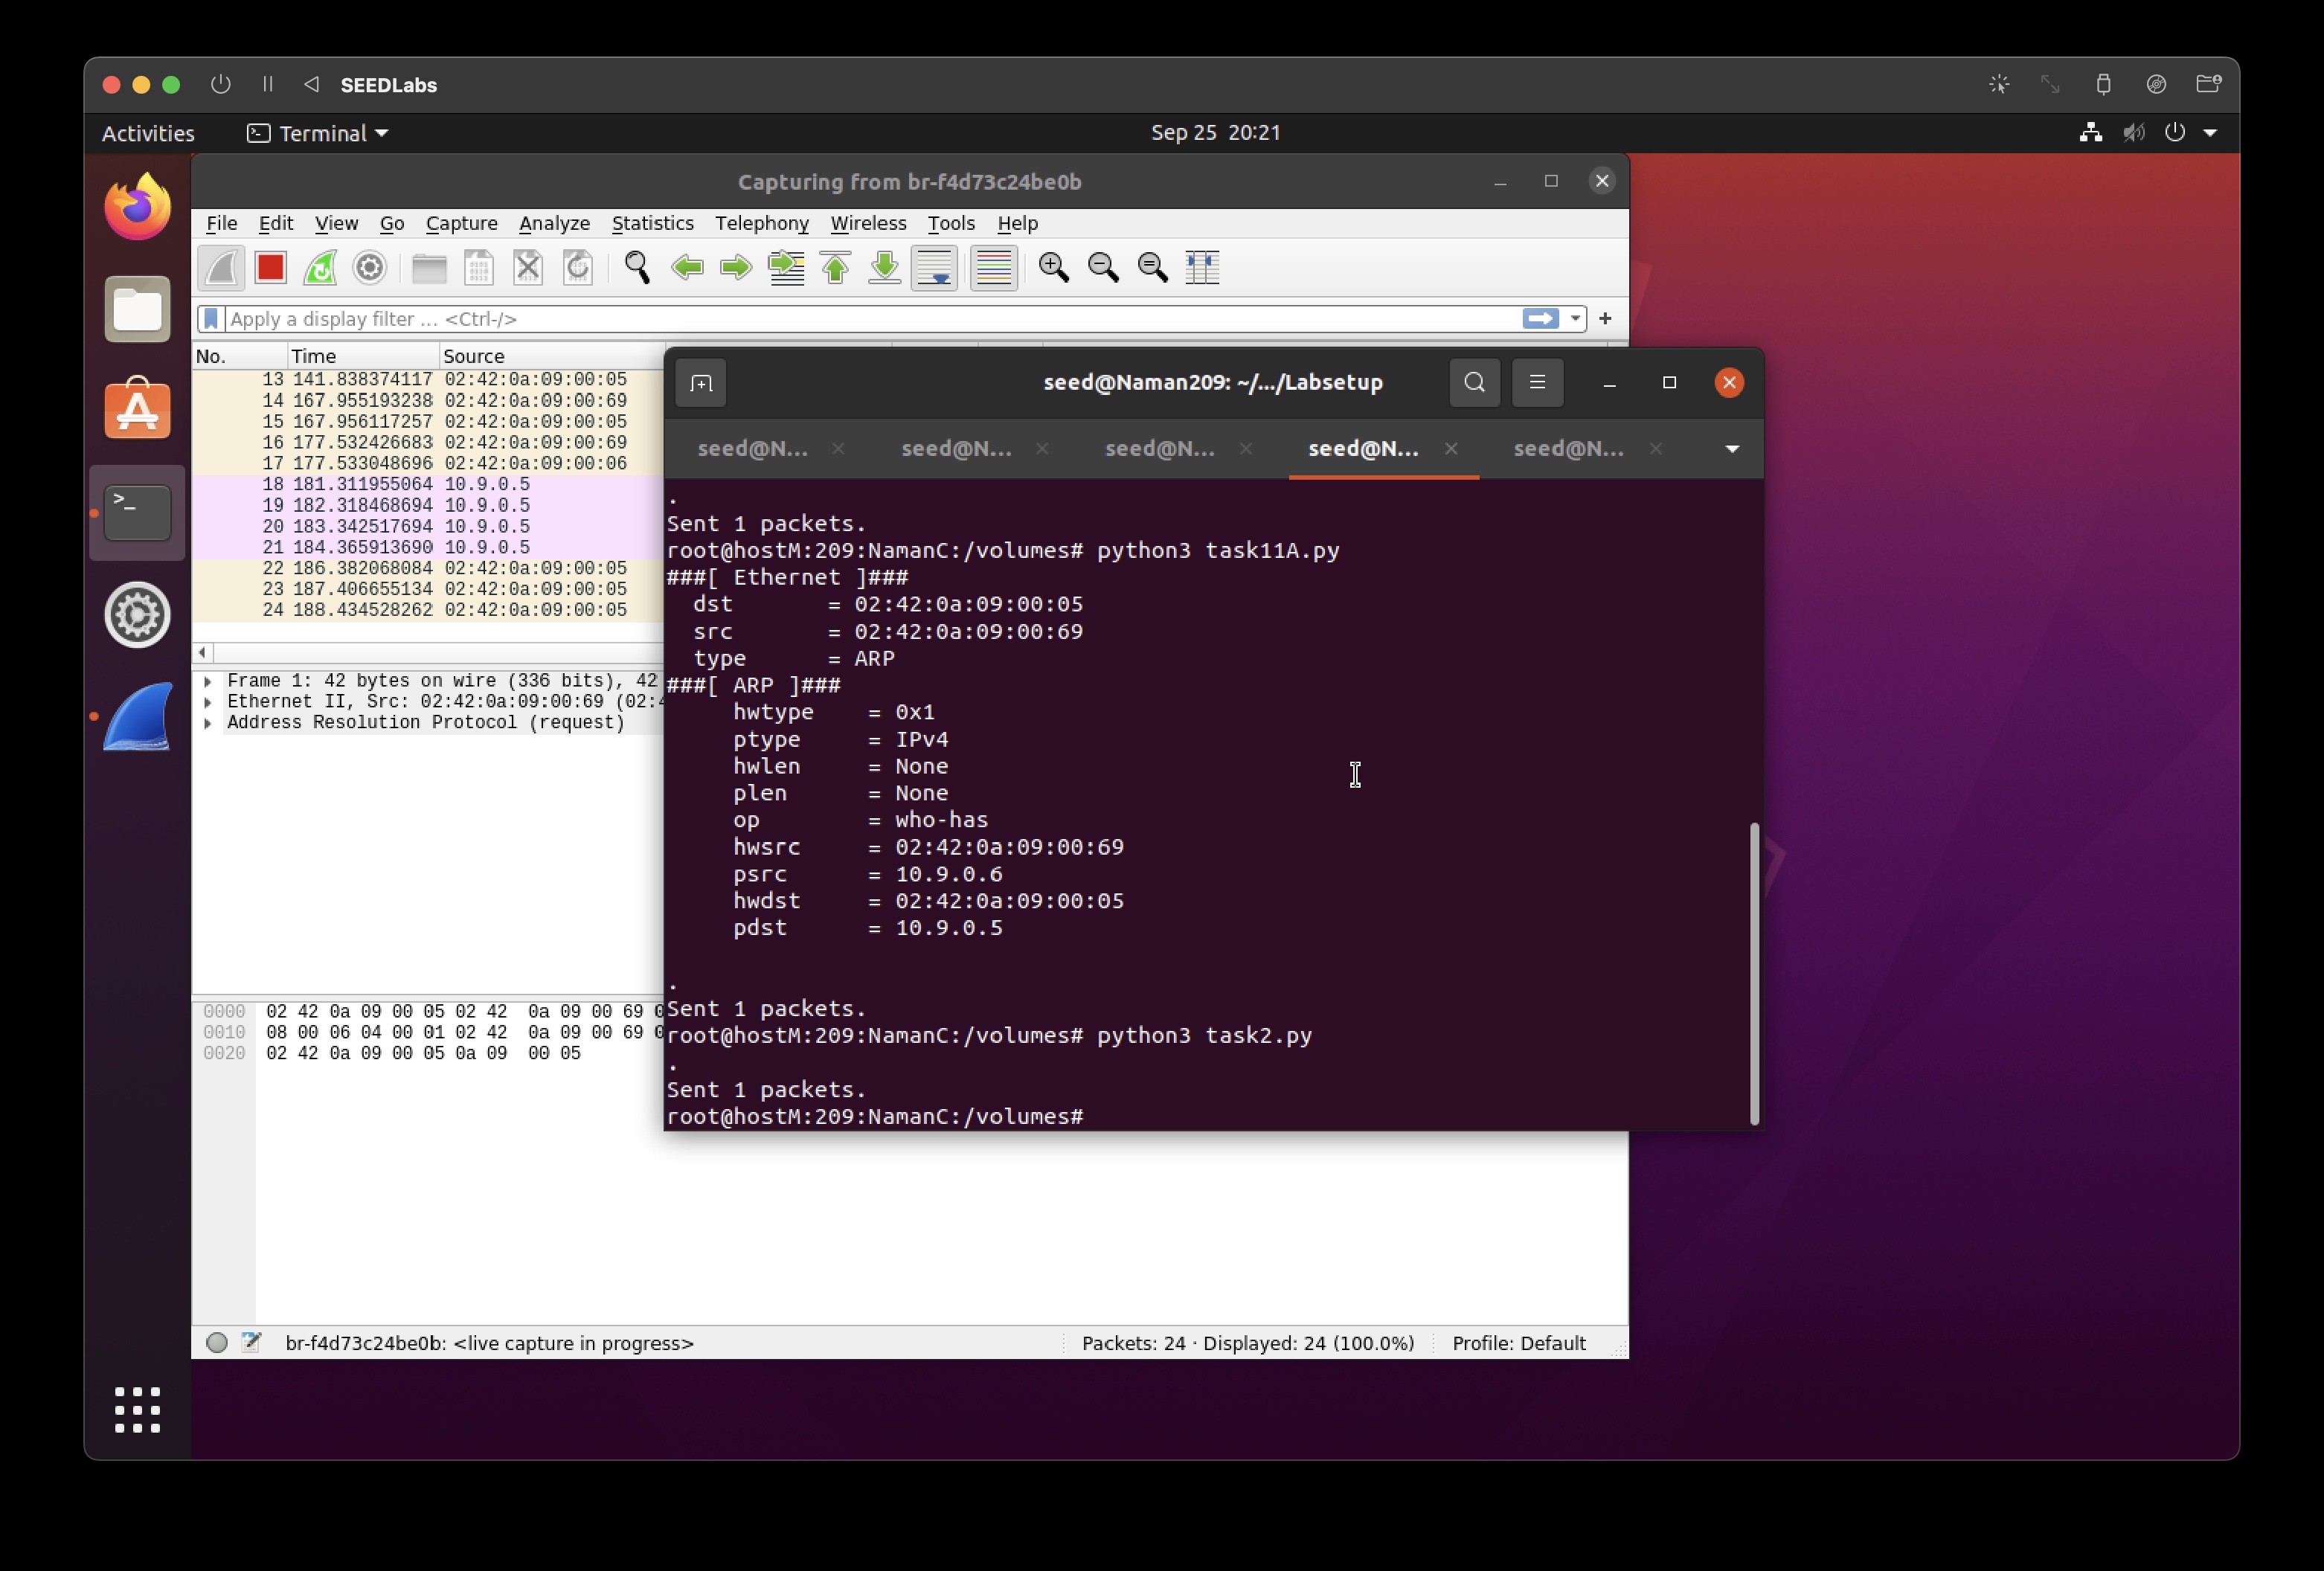 SEEDLabs
Activities
Terminal
Sep 25 20:21
Capturing from br-f4d73c24be0b
File Edit View Go Capture Analyze Statistics Telephony Wireless Tools Help
Apply a display filter … <Ctrl-/>
+
No. Time Source
13 141.838374117 02:42:0a:09:00:05
14 167.955193238 02:42:0a:09:00:69
15 167.956117257 02:42:0a:09:00:05
16 177.532426683 02:42:0a:09:00:69
17 177.533048696 02:42:0a:09:00:06
18 181.311955064 10.9.0.5
19 182.318468694 10.9.0.5
20 183.342517694 10.9.0.5
21 184.365913690 10.9.0.5
22 186.382068084 02:42:0a:09:00:05
23 187.406655134 02:42:0a:09:00:05
24 188.434528262 02:42:0a:09:00:05
Frame 1: 42 bytes on wire (336 bits), 42
Ethernet II, Src: 02:42:0a:09:00:69 (02:4
Address Resolution Protocol (request)
0000 02 42 0a 09 00 05 02 42 0a 09 00 69 0
0010 08 00 06 04 00 01 02 42 0a 09 00 69 0
0020 02 42 0a 09 00 05 0a 09 00 05
br-f4d73c24be0b: <live capture in progress>
Packets: 24 · Displayed: 24 (100.0%)
Profile: Default
seed@Naman209: ~/.../Labsetup
seed@N... seed@N... seed@N... seed@N... seed@N...
.
Sent 1 packets.
root@hostM:209:NamanC:/volumes# python3 task11A.py
###[ Ethernet ]###
dst = 02:42:0a:09:00:05
src = 02:42:0a:09:00:69
type = ARP
###[ ARP ]###
hwtype = 0x1
ptype = IPv4
hwlen = None
plen = None
op = who-has
hwsrc = 02:42:0a:09:00:69
psrc = 10.9.0.6
hwdst = 02:42:0a:09:00:05
pdst = 10.9.0.5
.
Sent 1 packets.
root@hostM:209:NamanC:/volumes# python3 task2.py
.
Sent 1 packets.
root@hostM:209:NamanC:/volumes#